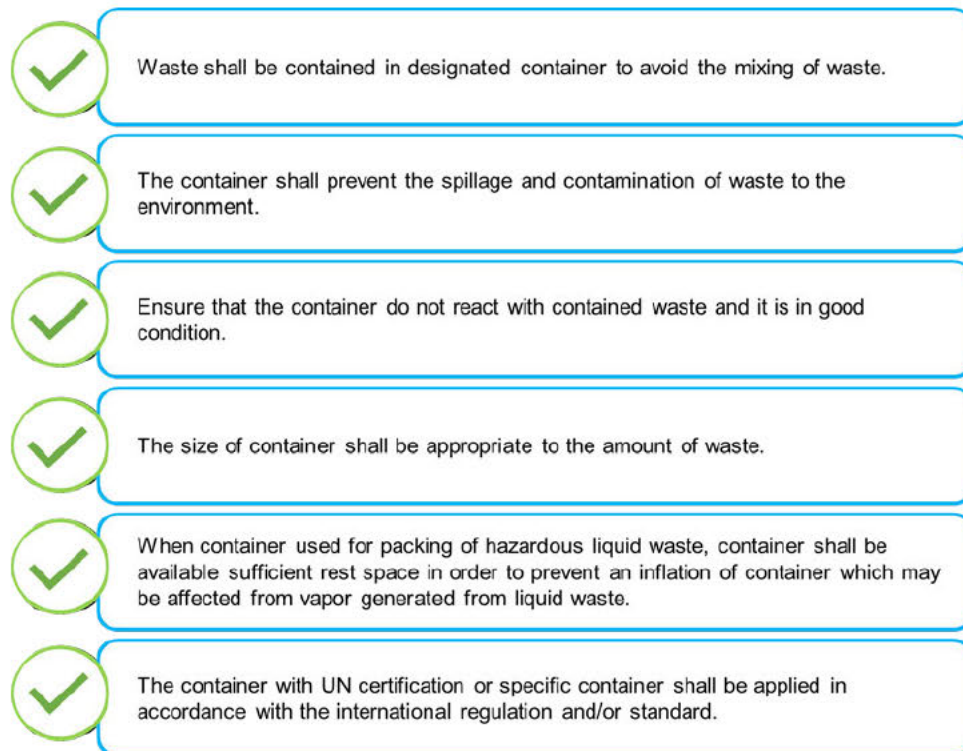 Waste shall be contained in designated container to avoid the mixing of waste.
The container shall prevent the spillage and contamination of waste to the
environment.
Ensure that the container do not react with contained waste and it is in good
condition.
The size of container shall be appropriate to the amount of waste.
When container used for packing of hazardous liquid waste, container shall be
available sufficient rest space in order to prevent an inflation of container which may
be affected from vapor generated from liquid waste.
The container with UN certification or specific container shall be applied in
accordance with the international regulation and/or standard.